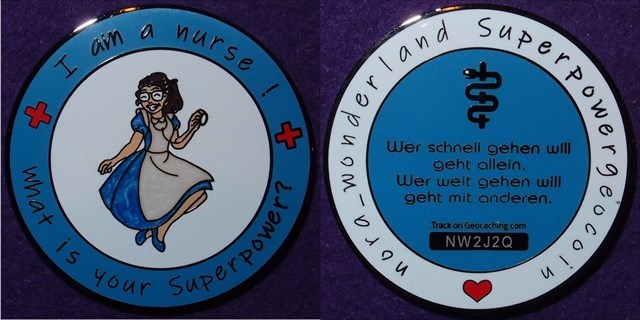 I am a nurse !
What is your Superpower?
nora-wonderland Superpowergeocoin
Wer schnell gehen will
geht allein.
Wer weit gehen will
geht mit anderen.
Track on Geocaching.com
NW2J2Q